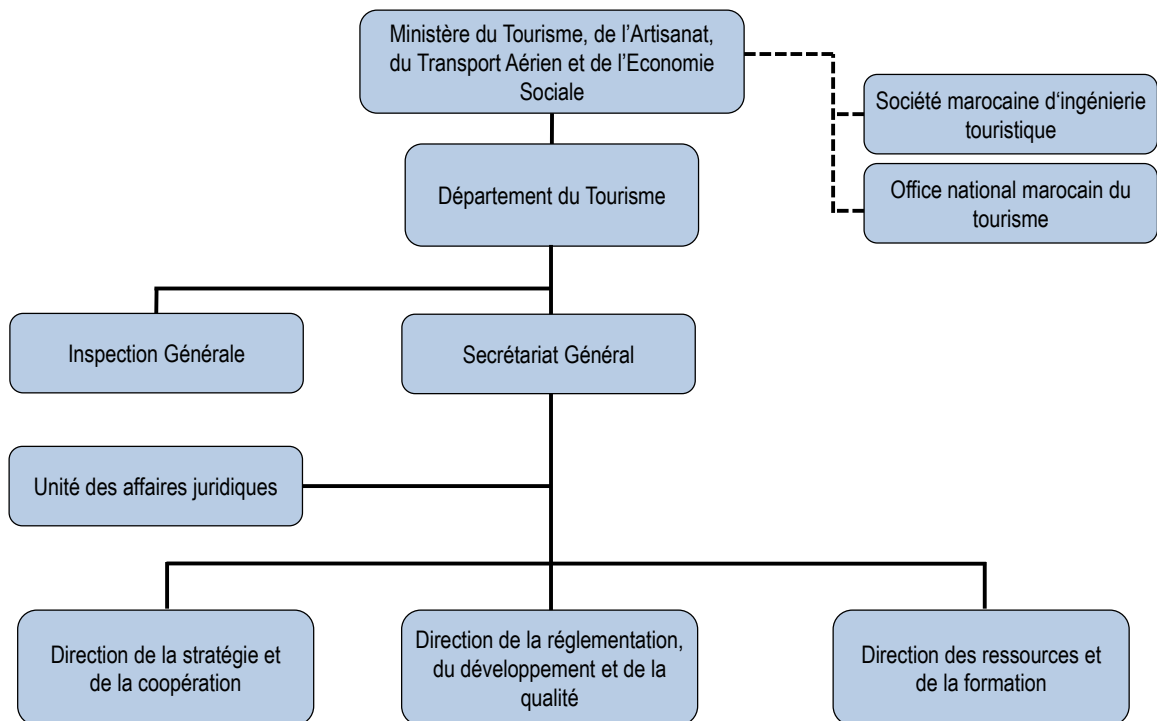 Ministère du Tourisme, de l’Artisanat,
du Transport Aérien et de l’Economie
Sociale
Société marocaine d‘ingénierie
touristique
Office national marocain du
tourisme
Département du Tourisme
Inspection Générale
Secrétariat Général
Unité des affaires juridiques
Direction de la stratégie et
de la coopération
Direction de la réglementation,
du développement et de la
qualité
Direction des ressources et
de la formation